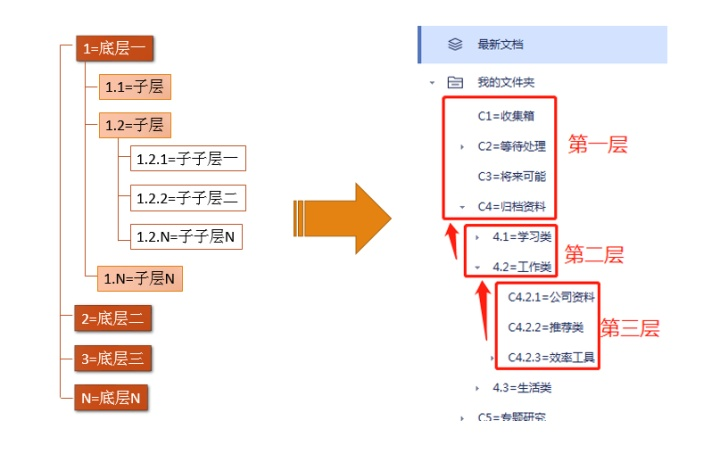 1=底层一
1.1=子层
1.2=子层
1.2.1=子子层一
1.2.2=子子层二
1.2.N=子子层N
1.N=子层N
2=底层二
3=底层三
N=底层N
最新文档
我的文件夹
C1=收集箱
C2=等待处理
C3=将来可能
C4=归档资料
第一层
4.1=学习类
4.2=工作类
第二层
C4.2.1=公司资料
C4.2.2=推荐类
C4.2.3=效率工具
第三层
4.3=生活类
C5=专题研究